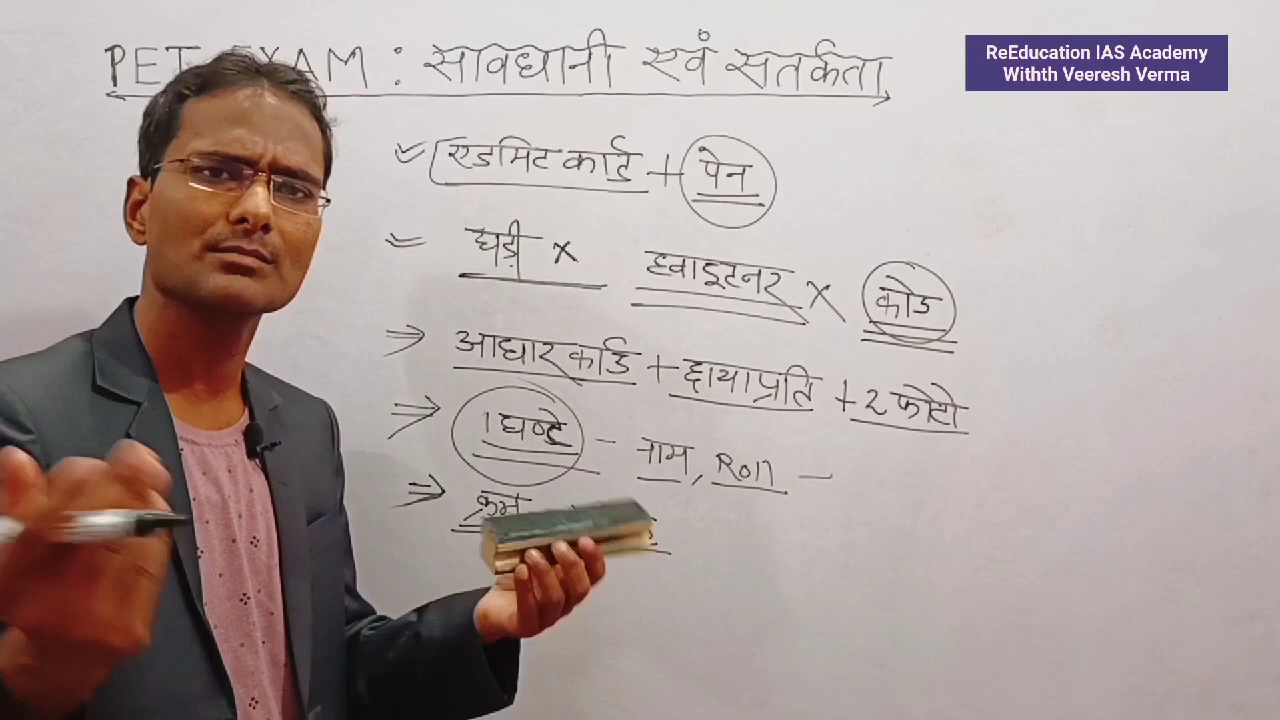 PET EXAM : सावधानी एवं सतर्कता
ReEducation IAS Academy
Withth Veeresh Verma
एडमिट कार्ड + पेन
घड़ी × ह्वाइटनर × कोड
⇒ आधार कार्ड + छायाप्रति + 2 फोटो
⇒ 1 घण्टे – नाम, Roll –
⇒ क्रम